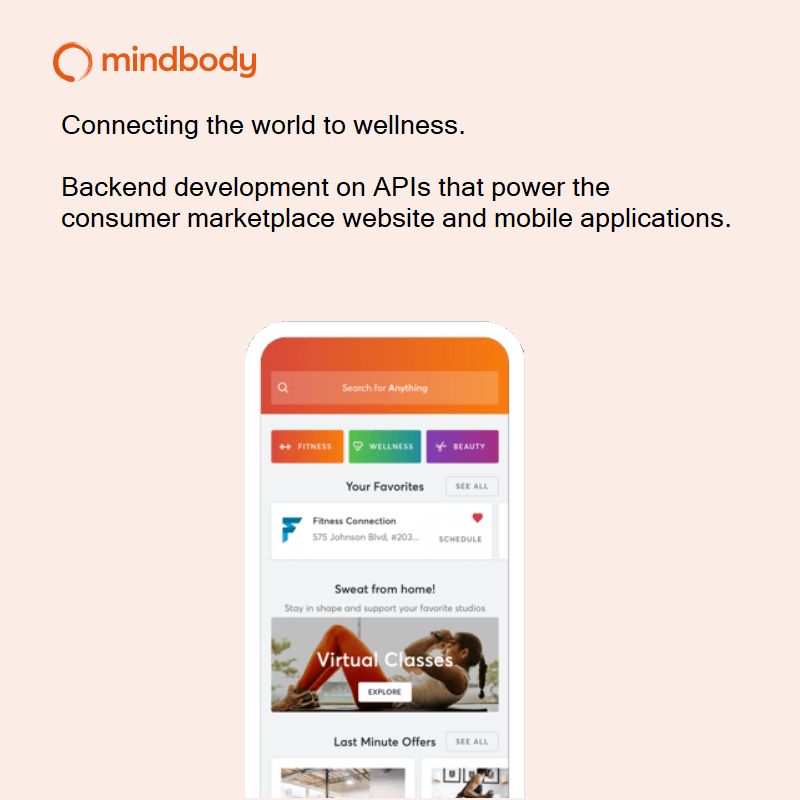 mindbody
Connecting the world to wellness.
Backend development on APIs that power the
consumer marketplace website and mobile applications.
Search for Anything
FITNESS WELLNESS BEAUTY
Your Favorites SEE ALL
Fitness Connection
575 Johnson Blvd, #203...
SCHEDULE
Sweat from home!
Stay in shape and support your favorite studios
Virtual Classes
EXPLORE
Last Minute Offers SEE ALL